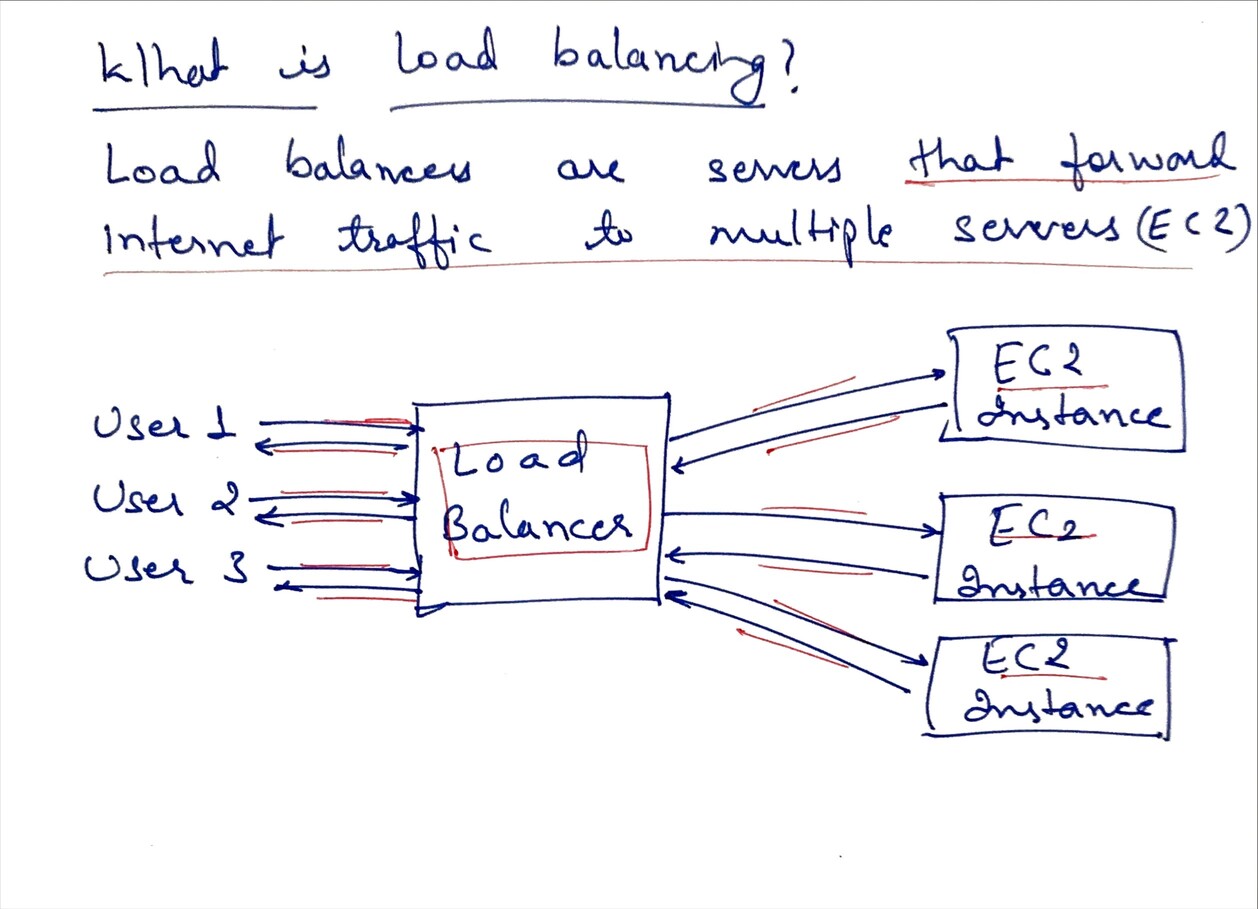 What is Load balancing?
Load balancers are servers that forward
Internet traffic to multiple servers (EC2)
User 1
User 2
User 3
Load
Balancer
EC2
Instance
EC2
Instance
EC2
Instance